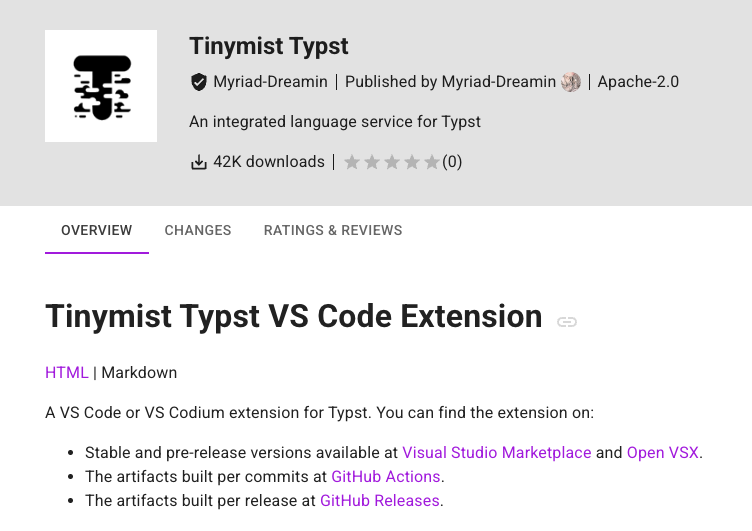 Tinymist Typst
Myriad-Dreamin | Published by Myriad-Dreamin | Apache-2.0
An integrated language service for Typst
42K downloads | (0)
OVERVIEW CHANGES RATINGS & REVIEWS
Tinymist Typst VS Code Extension
HTML | Markdown
A VS Code or VS Codium extension for Typst. You can find the extension on:
• Stable and pre-release versions available at Visual Studio Marketplace and Open VSX.
• The artifacts built per commits at GitHub Actions.
• The artifacts built per release at GitHub Releases.